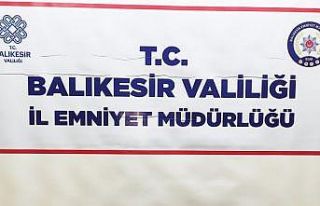 T.C.
BALIKESİR
VALİLİĞİ
T.C.
BALIKESİR VALİLİĞİ
İL EMNİYET MÜDÜRLÜĞÜ